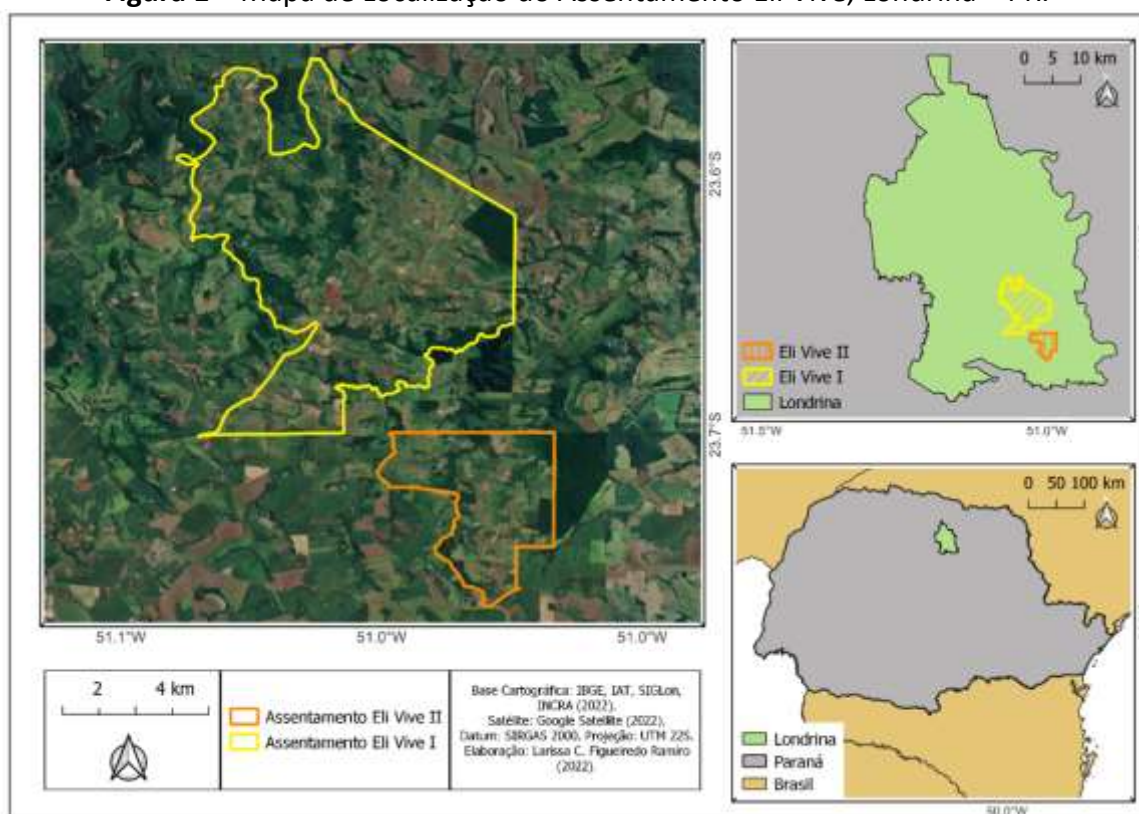 Figura 1 – Mapa de Localização do Assentamento Eli Vive, Londrina – PR.
23.6°S
23.7°S
51.1°W
51.0°W
51.0°W
2 4 km
Assentamento Eli Vive II
Assentamento Eli Vive I
Base Cartográfica: IBGE, IAT, SIGLon,
INCRA (2022).
Satélite: Google Satellite (2022).
Datum: SIRGAS 2000. Projeção: UTM 22S.
Elaboração: Larissa C. Figueiredo Ramiro
(2022).
0 5 10 km
Eli Vive II
Eli Vive I
Londrina
51.5°W
51.0°W
0 50 100 km
Londrina
Paraná
Brasil
50.0°W